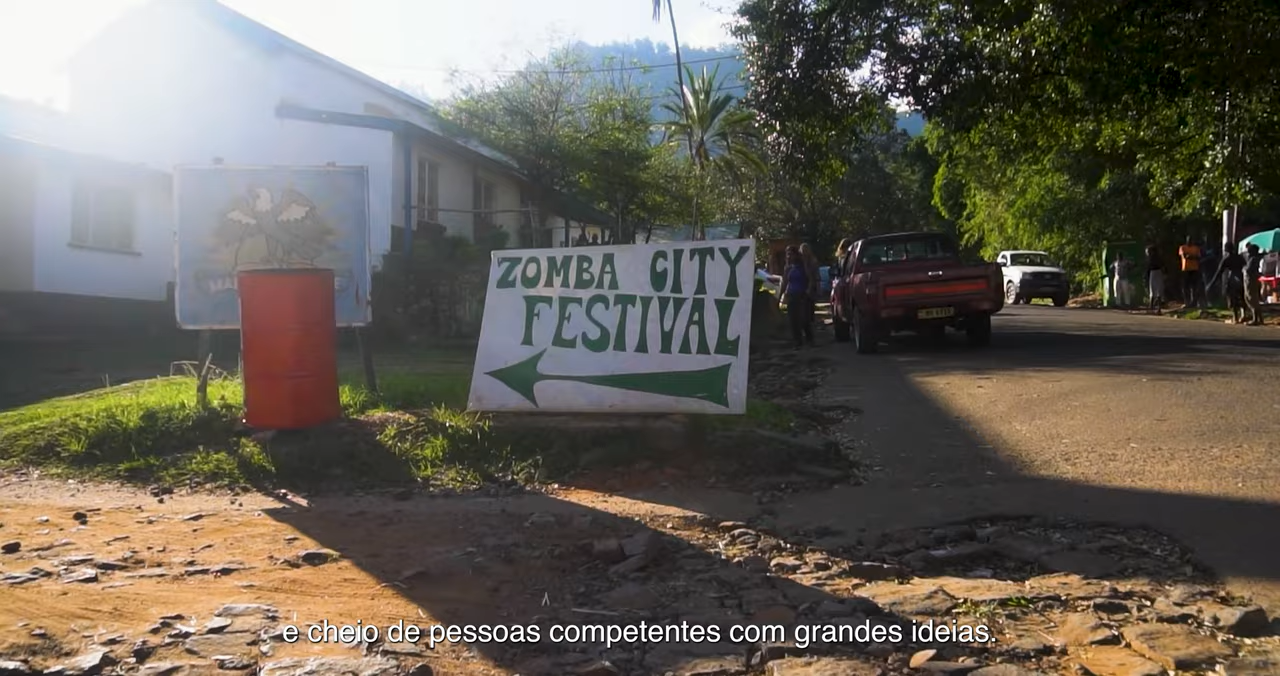 ZOMBA CITY
FESTIVAL
e cheio de pessoas competentes com grandes ideias.